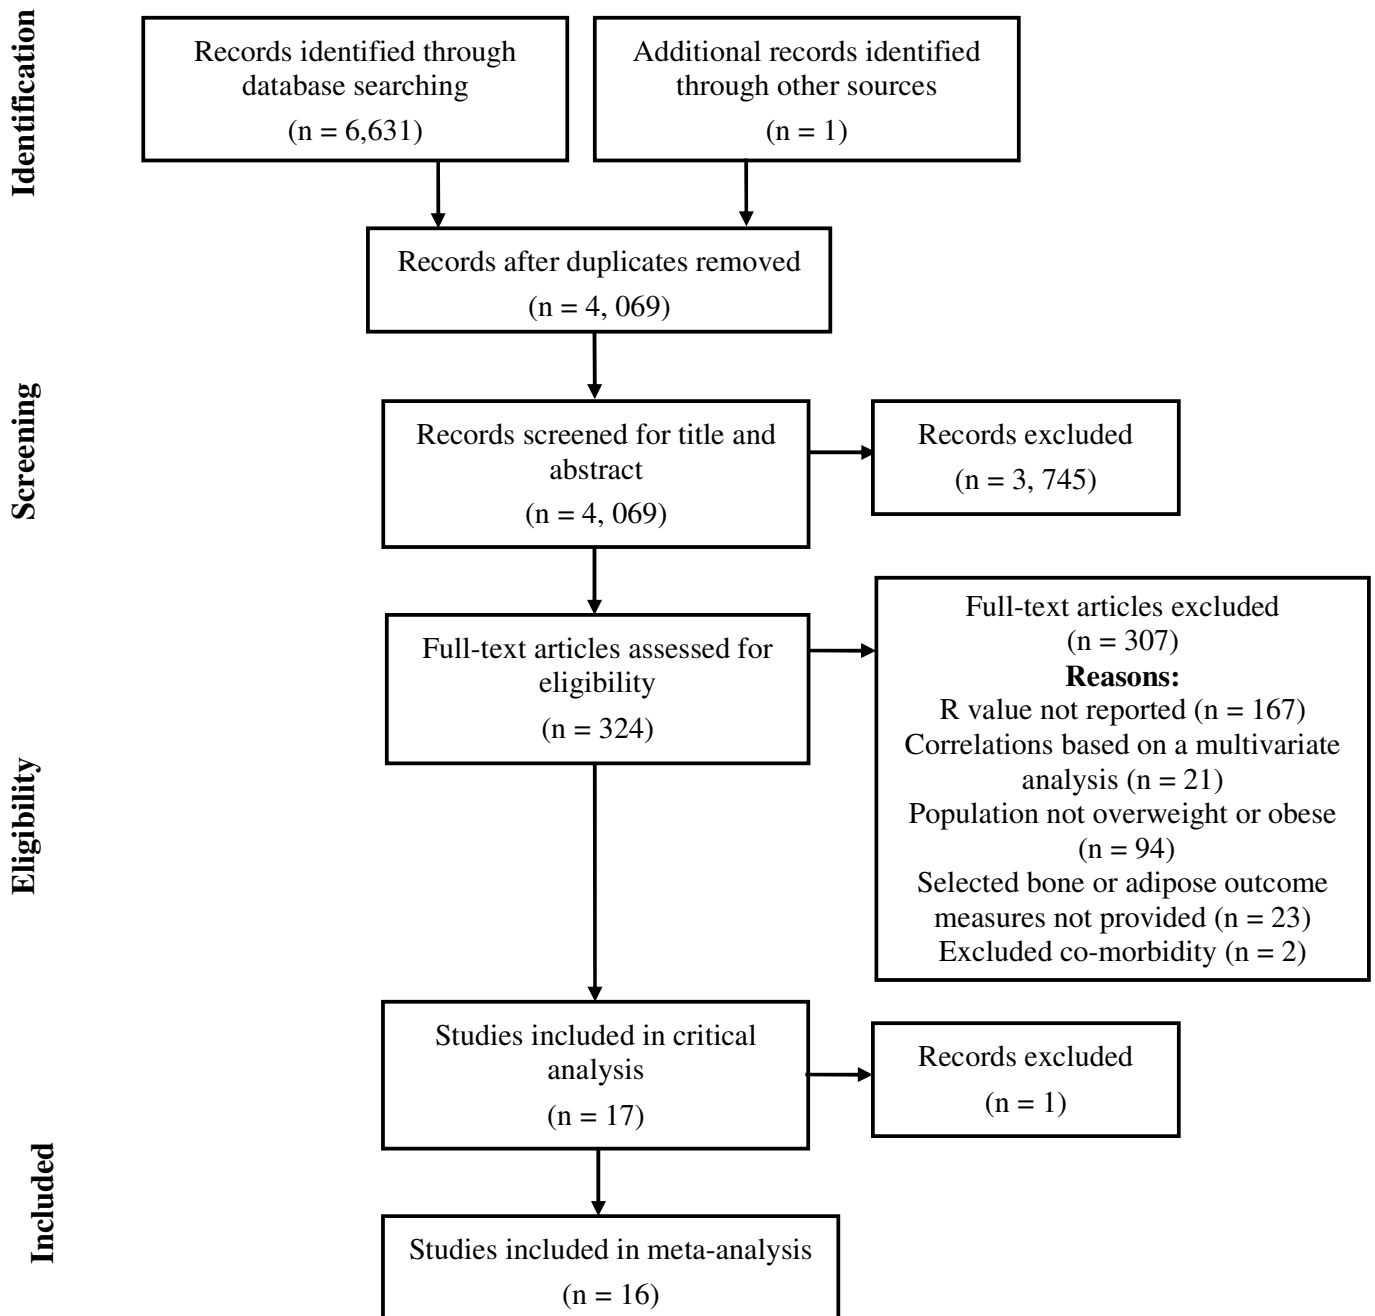 Identification
Records identified through
database searching
(n = 6,631)
Additional records identified
through other sources
(n = 1)
Records after duplicates removed
(n = 4, 069)
Screening
Records screened for title and
abstract
(n = 4, 069)
Records excluded
(n = 3, 745)
Eligibility
Full-text articles assessed for
eligibility
(n = 324)
Full-text articles excluded
(n = 307)
Reasons:
R value not reported (n = 167)
Correlations based on a multivariate
analysis (n = 21)
Population not overweight or obese
(n = 94)
Selected bone or adipose outcome
measures not provided (n = 23)
Excluded co-morbidity (n = 2)
Included
Studies included in critical
analysis
(n = 17)
Records excluded
(n = 1)
Studies included in meta-analysis
(n = 16)